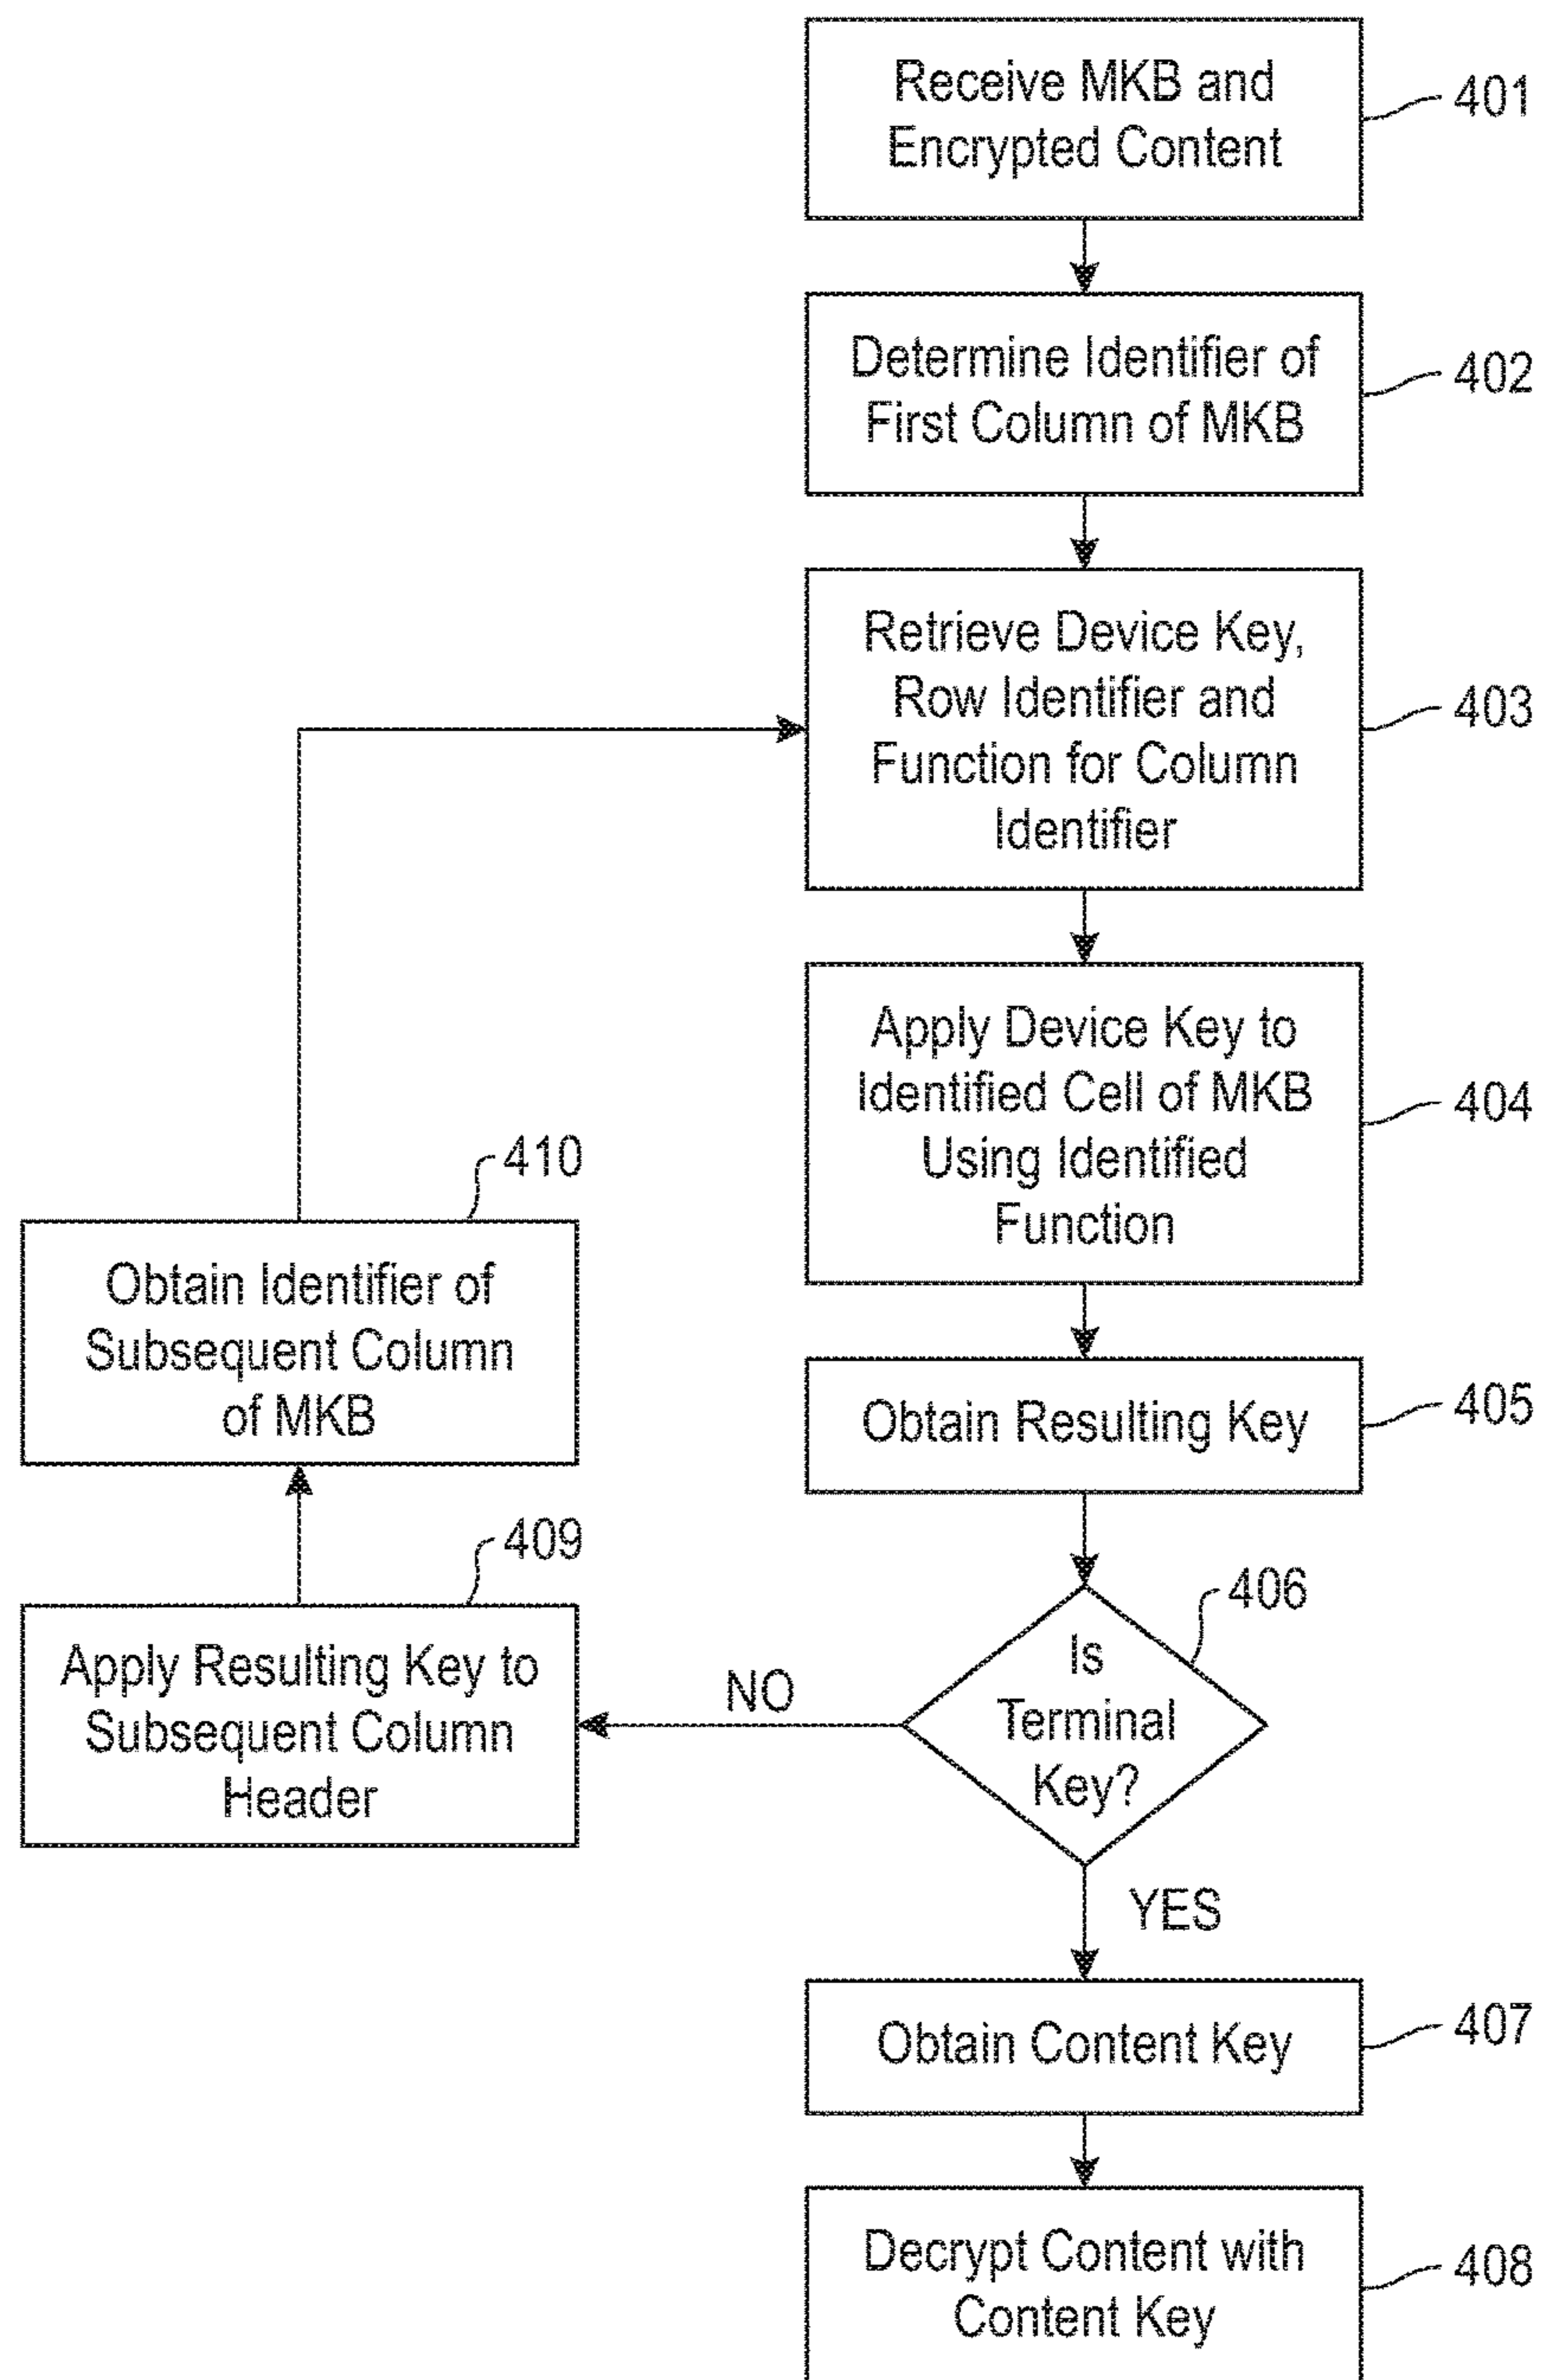 Receive MKB and
Encrypted Content
401
Determine Identifier of
First Column of MKB
402
Retrieve Device Key,
Row Identifier and
Function for Column
Identifier
403
Apply Device Key to
Identified Cell of MKB
Using Identified
Function
404
410
Obtain Identifier of
Subsequent Column
of MKB
Obtain Resulting Key
405
409
Apply Resulting Key to
Subsequent Column
Header
NO
406
Is
Terminal
Key?
YES
Obtain Content Key
407
Decrypt Content with
Content Key
408